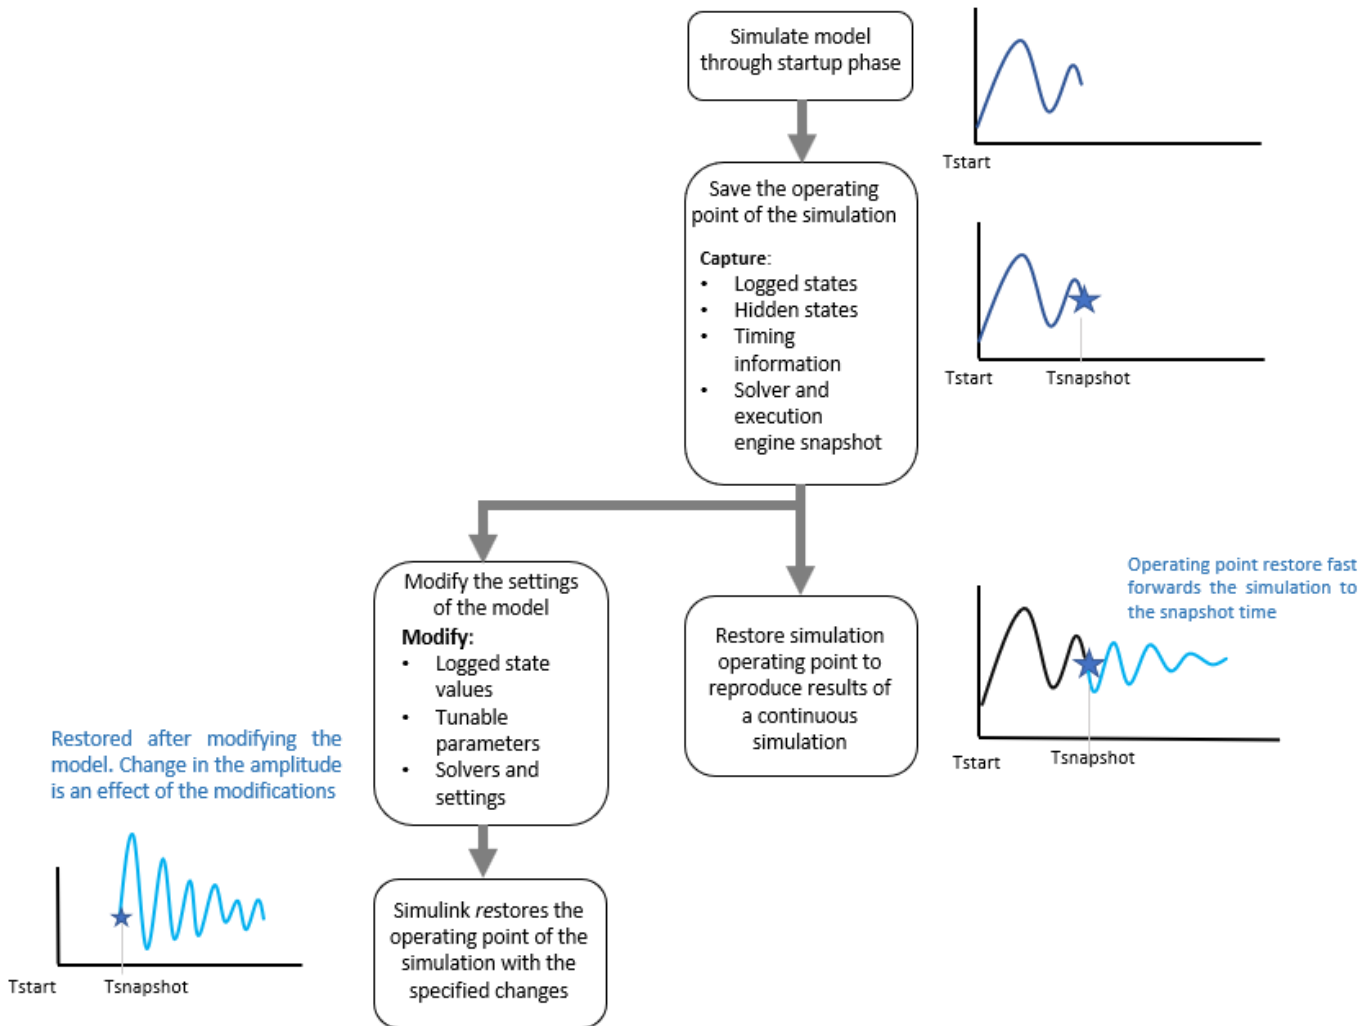 Simulate model
through startup phase
Tstart
Save the operating
point of the simulation
Capture:
• Logged states
• Hidden states
• Timing
information
• Solver and
execution
engine snapshot
Tstart
Tsnapshot
Modify the settings
of the model
Modify:
• Logged state
values
• Tunable
parameters
• Solvers and
settings
Restore simulation
operating point to
reproduce results of
a continuous
simulation
Operating point restore fast
forwards the simulation to
the snapshot time
Tstart
Tsnapshot
Restored after modifying the
model. Change in the amplitude
is an effect of the modifications
Tstart
Tsnapshot
Simulink restores the
operating point of the
simulation with the
specified changes